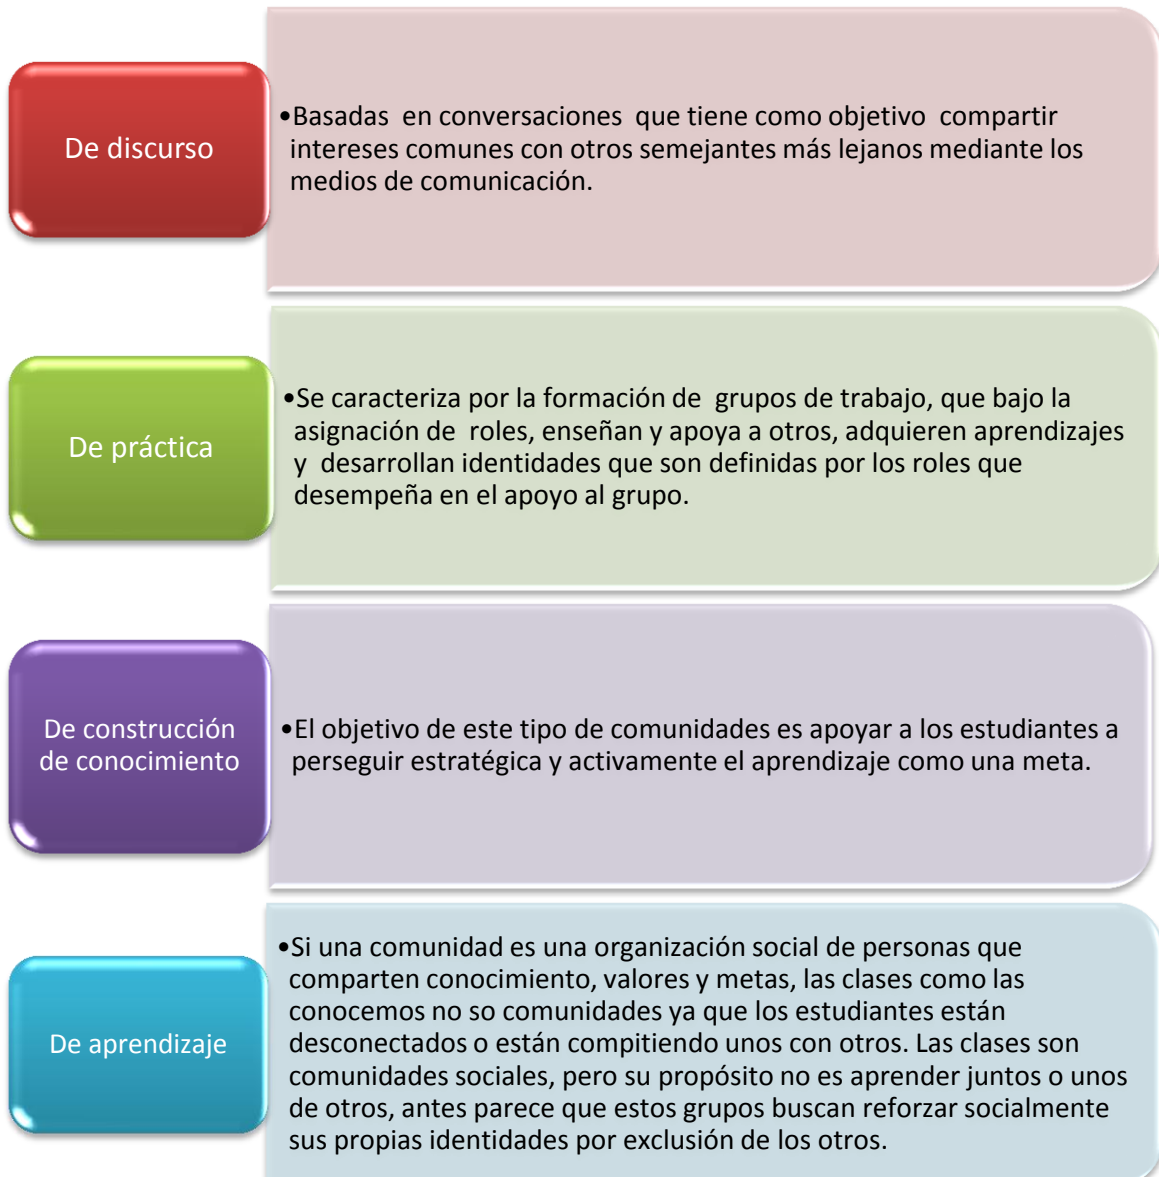 De discurso
•Basadas en conversaciones que tiene como objetivo compartir
intereses comunes con otros semejantes más lejanos mediante los
medios de comunicación.
De práctica
•Se caracteriza por la formación de grupos de trabajo, que bajo la
asignación de roles, enseñan y apoya a otros, adquieren aprendizajes
y desarrollan identidades que son definidas por los roles que
desempeña en el apoyo al grupo.
De construcción
de conocimiento
•El objetivo de este tipo de comunidades es apoyar a los estudiantes a
perseguir estratégica y activamente el aprendizaje como una meta.
De aprendizaje
•Si una comunidad es una organización social de personas que
comparten conocimiento, valores y metas, las clases como las
conocemos no so comunidades ya que los estudiantes están
desconectados o están compitiendo unos con otros. Las clases son
comunidades sociales, pero su propósito no es aprender juntos o unos
de otros, antes parece que estos grupos buscan reforzar socialmente
sus propias identidades por exclusión de los otros.